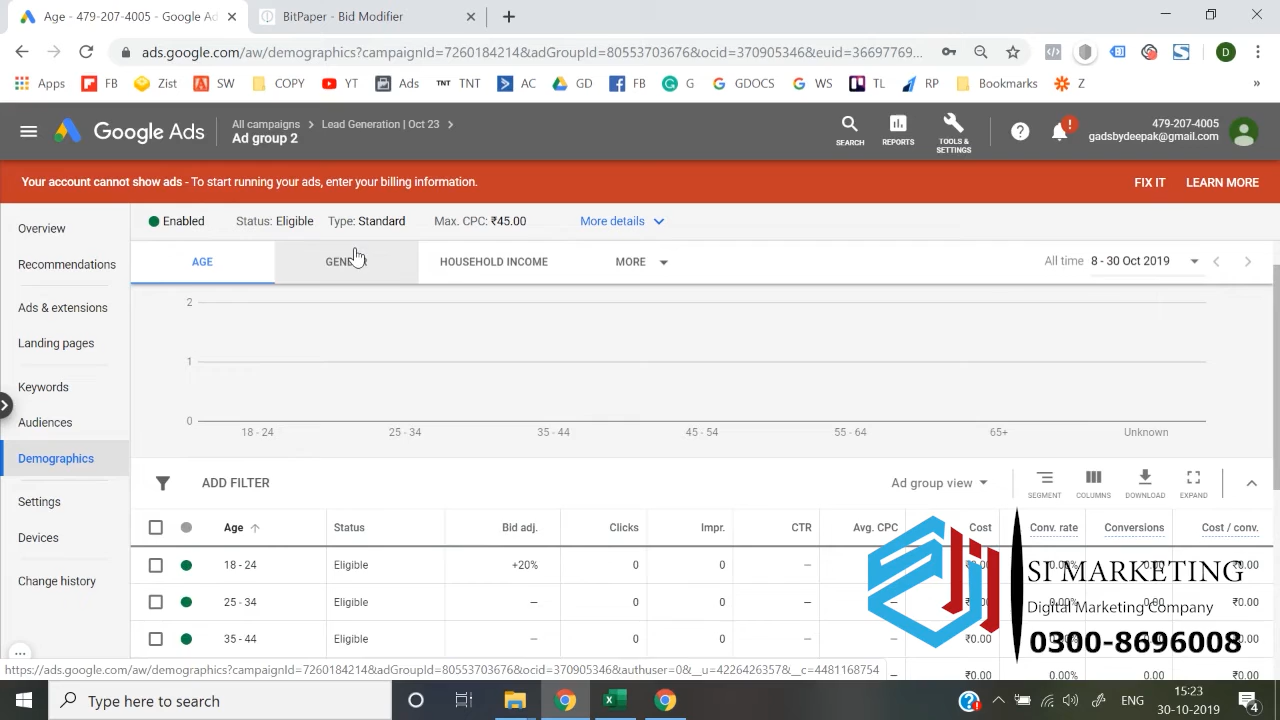 Age - 479-207-4005 - Google Ads
BitPaper - Bid Modifier
ads.google.com/aw/demographics?campaignId=7260184214&adGroupId=80553703676&ocid=370905346&euid=36697769...
D
Apps FB Zist SW COPY YT Ads TNT TNT AC GD FB G GDOCS WS TL RP Bookmarks Z »
Google Ads
All campaigns > Lead Generation | Oct 23 >
Ad group 2
SEARCH
REPORTS
TOOLS & SETTINGS
479-207-4005
gadsbydeepak@gmail.com
Your account cannot show ads - To start running your ads, enter your billing information.
FIX IT LEARN MORE
Overview
Recommendations
Ads & extensions
Landing pages
Keywords
Audiences
Demographics
Settings
Devices
Change history
Enabled Status: Eligible Type: Standard Max. CPC: ₹45.00 More details
AGE GENDER HOUSEHOLD INCOME MORE
All time 8 - 30 Oct 2019
2
1
0
18 - 24 25 - 34 35 - 44 45 - 54 55 - 64 65+ Unknown
ADD FILTER
Ad group view
SEGMENT COLUMNS DOWNLOAD EXPAND
Age Status Bid adj. Clicks Impr. CTR Avg. CPC Cost Conv. rate Conversions Cost / conv.
18 - 24 Eligible +20% 0 0 –
25 - 34 Eligible – 0 0 – – 0.00 ₹0.00
35 - 44 Eligible – 0 0 – – ₹0.00
₹0.00 0.00% 0.00 ₹0.00
SI MARKETING
Digital Marketing Company
0300-8696008
https://ads.google.com/aw/demographics?campaignId=7260184214&adGroupId=80553703676&ocid=370905346&authuser=0&__u=4226426357&__c=4481168754
Type here to search
TNT
ENG
15:23
30-10-2019
4